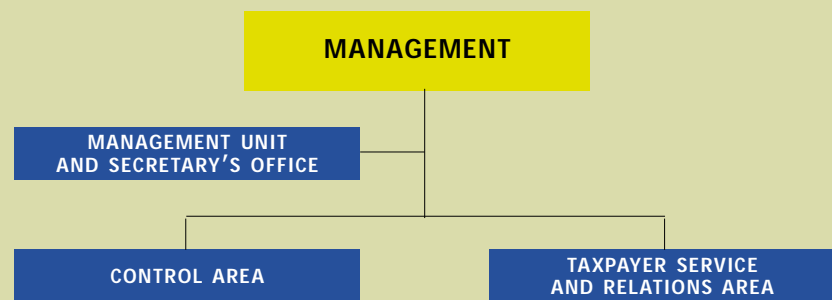 MANAGEMENT
MANAGEMENT UNIT
AND SECRETARY'S OFFICE
CONTROL AREA
TAXPAYER SERVICE
AND RELATIONS AREA